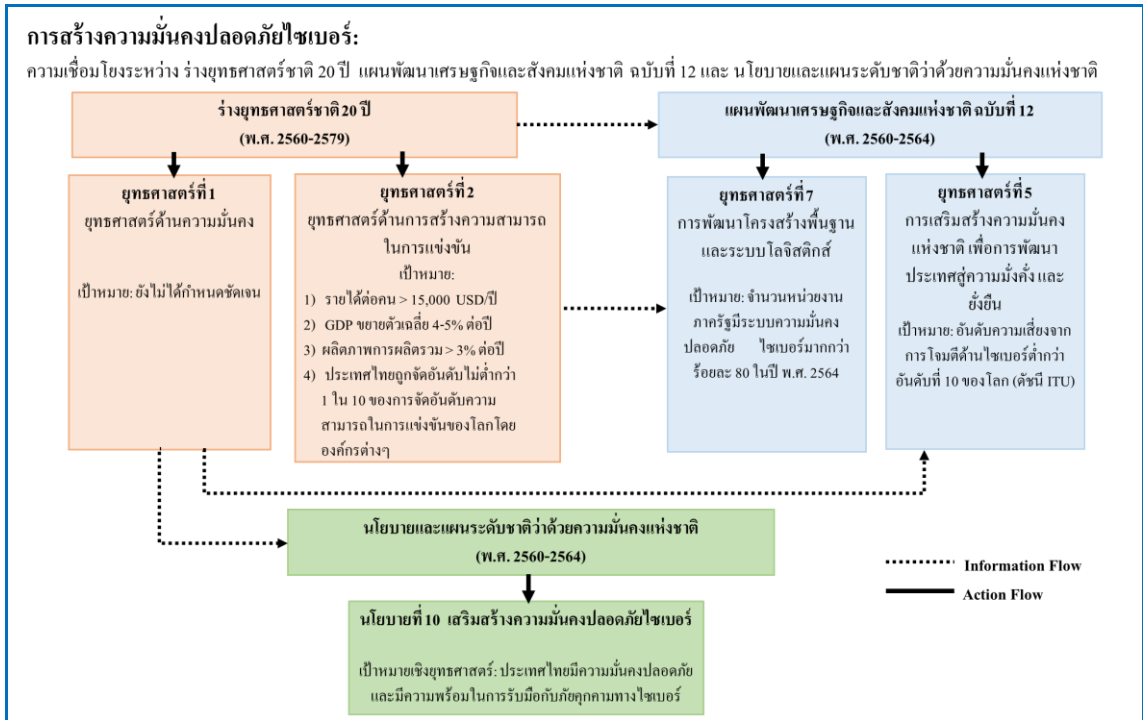 การสร้างความมั่นคงปลอดภัยไซเบอร์:
ความเชื่อมโยงระหว่าง ร่างยุทธศาสตร์ชาติ 20 ปี แผนพัฒนาเศรษฐกิจและสังคมแห่งชาติ ฉบับที่ 12 และ นโยบายและแผนระดับชาติว่าด้วยความมั่นคงแห่งชาติ
ร่างยุทธศาสตร์ชาติ 20 ปี
(พ.ศ. 2560-2579)
แผนพัฒนาเศรษฐกิจและสังคมแห่งชาติ ฉบับที่ 12
(พ.ศ. 2560-2564)
ยุทธศาสตร์ที่ 1
ยุทธศาสตร์ด้านความมั่นคง
เป้าหมาย: ยังไม่ได้กำหนดชัดเจน
ยุทธศาสตร์ที่ 2
ยุทธศาสตร์ด้านการสร้างความสามารถ
ในการแข่งขัน
เป้าหมาย:
1) รายได้ต่อคน > 15,000 USD/ปี
2) GDP ขยายตัวเฉลี่ย 4-5% ต่อปี
3) ผลิตภาพการผลิตรวม > 3% ต่อปี
4) ประเทศไทยถูกจัดอันดับไม่ต่ำกว่า
1 ใน 10 ของการจัดอันดับความ
สามารถในการแข่งขันของโลกโดย
องค์กรต่างๆ
ยุทธศาสตร์ที่ 7
การพัฒนาโครงสร้างพื้นฐาน
และระบบโลจิสติกส์
เป้าหมาย: จำนวนหน่วยงาน
ภาครัฐมีระบบความมั่นคง
ปลอดภัย ไซเบอร์มากกว่า
ร้อยละ 80 ในปี พ.ศ. 2564
ยุทธศาสตร์ที่ 5
การเสริมสร้างความมั่นคง
แห่งชาติ เพื่อการพัฒนา
ประเทศสู่ความมั่งคั่ง และ
ยั่งยืน
เป้าหมาย: อันดับความเสี่ยงจาก
การโจมตีด้านไซเบอร์ต่ำกว่า
อันดับที่ 10 ของโลก (ดัชนี ITU)
นโยบายและแผนระดับชาติว่าด้วยความมั่นคงแห่งชาติ
(พ.ศ. 2560-2564)
Information Flow
Action Flow
นโยบายที่ 10 เสริมสร้างความมั่นคงปลอดภัยไซเบอร์
เป้าหมายเชิงยุทธศาสตร์: ประเทศไทยมีความมั่นคงปลอดภัย
และมีความพร้อมในการรับมือกับภัยคุกคามทางไซเบอร์